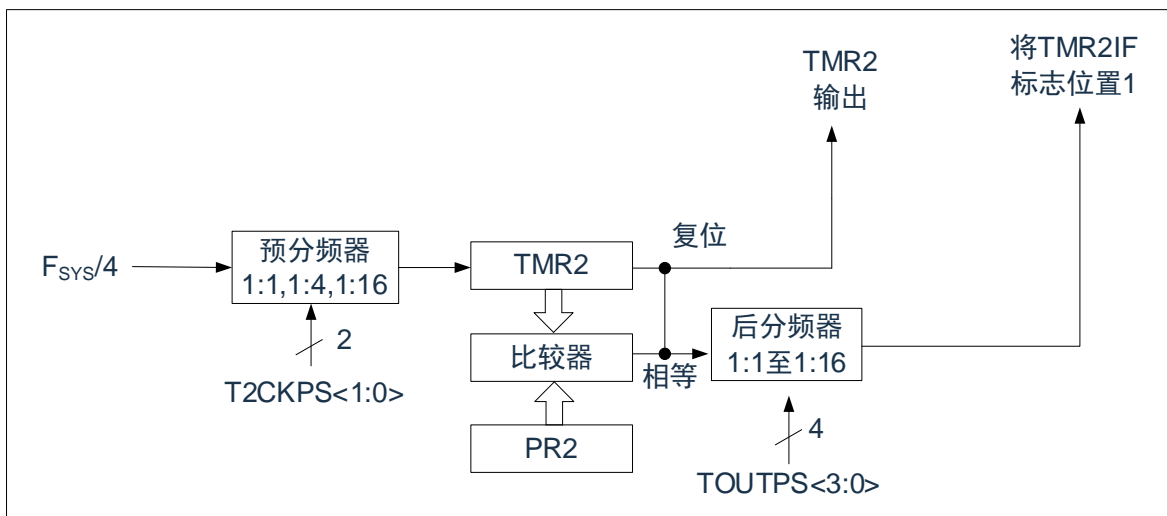 TMR2
输出
将TMR2IF
标志位置1
F_SYS/4
预分频器
1:1,1:4,1:16
2
T2CKPS<1:0>
TMR2
复位
比较器
相等
PR2
后分频器
1:1至1:16
4
TOUTPS<3:0>